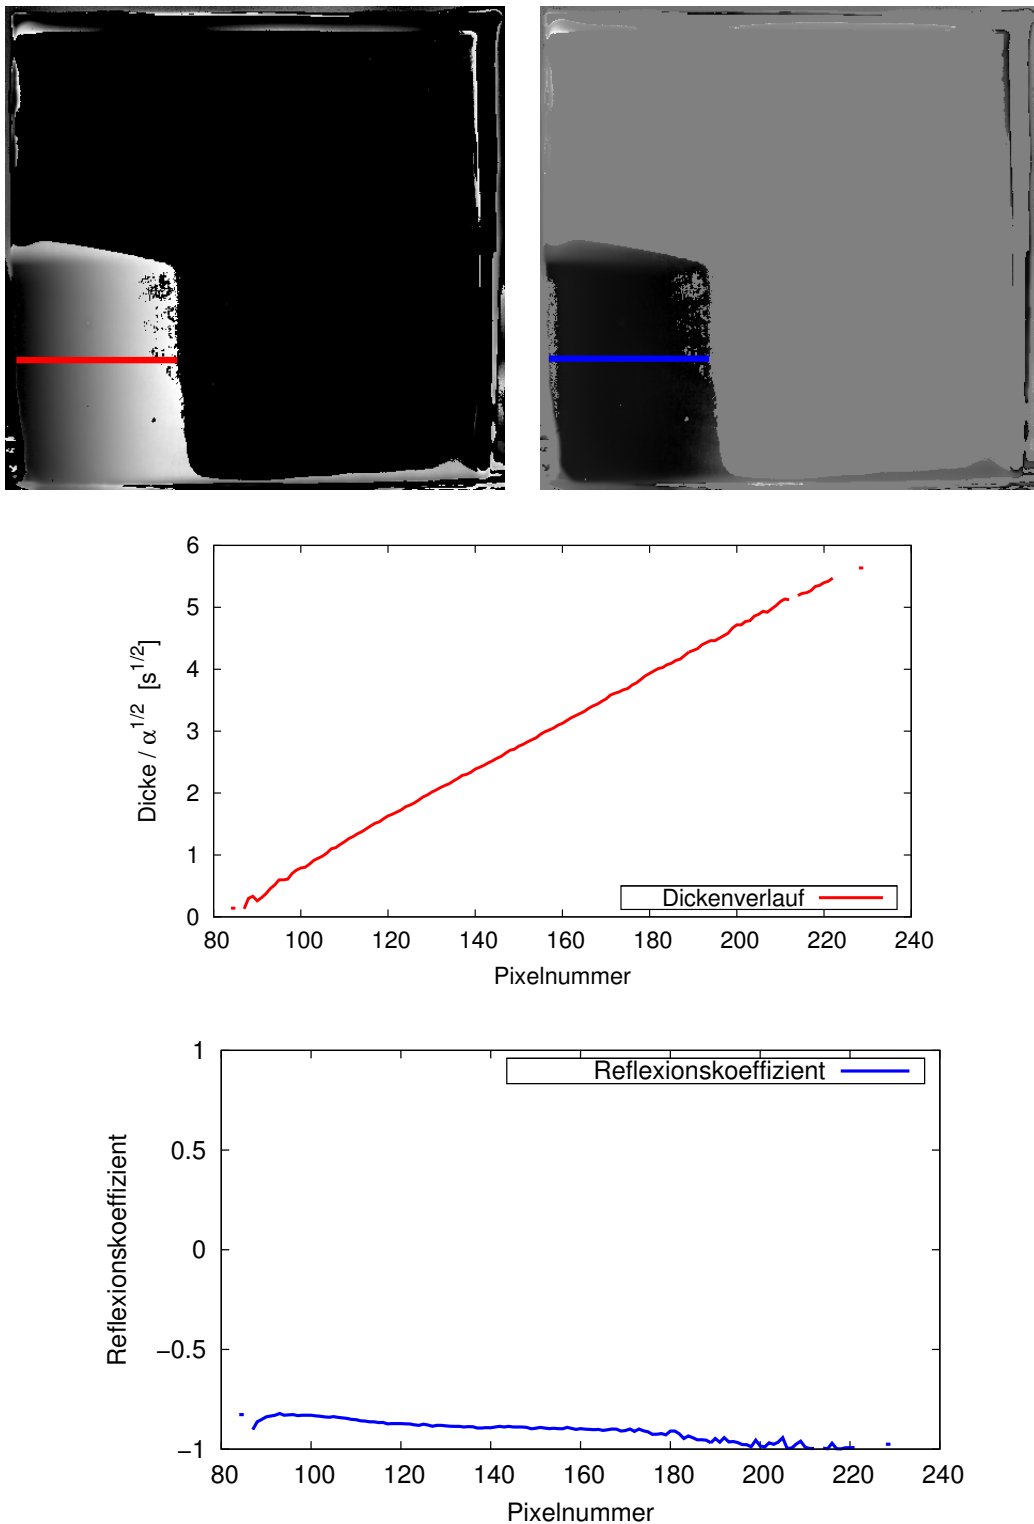 6
5
4
3
2
1
0
Dicke / α^1/2 [s^1/2]
Dickenverlauf
80 100 120 140 160 180 200 220 240
Pixelnummer
1
0.5
0
−0.5
−1
Reflexionskoeffizient
Reflexionskoeffizient
80 100 120 140 160 180 200 220 240
Pixelnummer